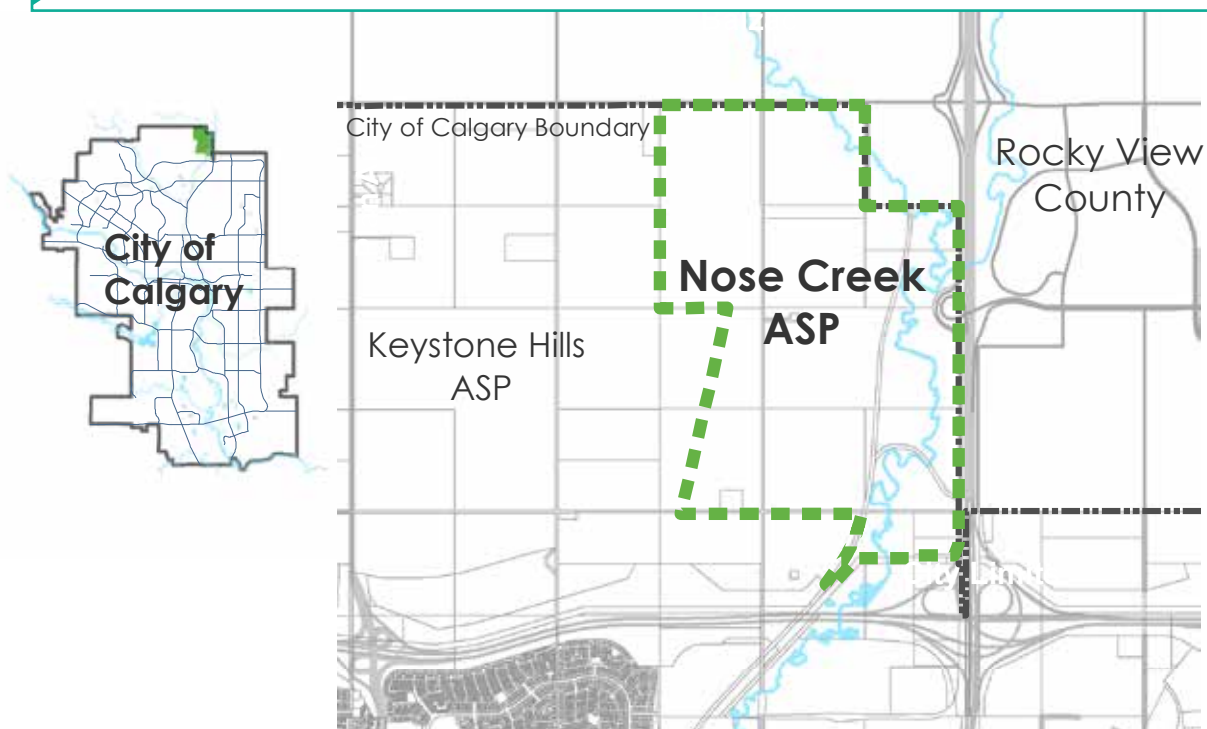 City of Calgary Boundary
Rocky View
County
City of
Calgary
Nose Creek
ASP
Keystone Hills
ASP